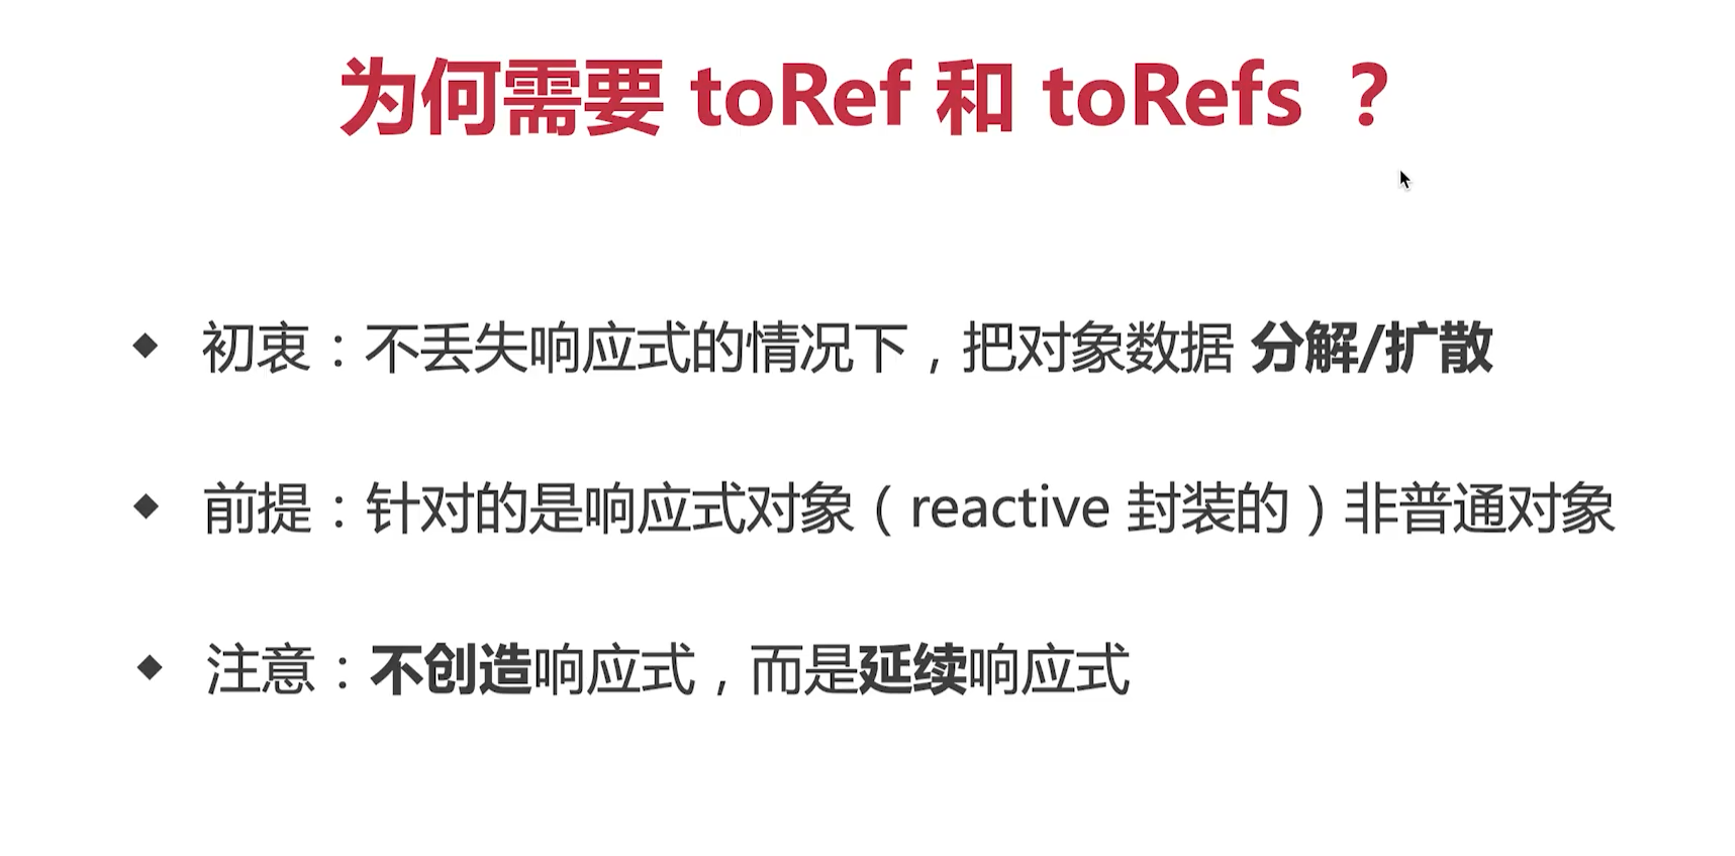 为何需要 toRef 和 toRefs ？
◆ 初衷：不丢失响应式的情况下，把对象数据 分解/扩散
◆ 前提：针对的是响应式对象（reactive 封装的）非普通对象
◆ 注意：不创造响应式，而是延续响应式